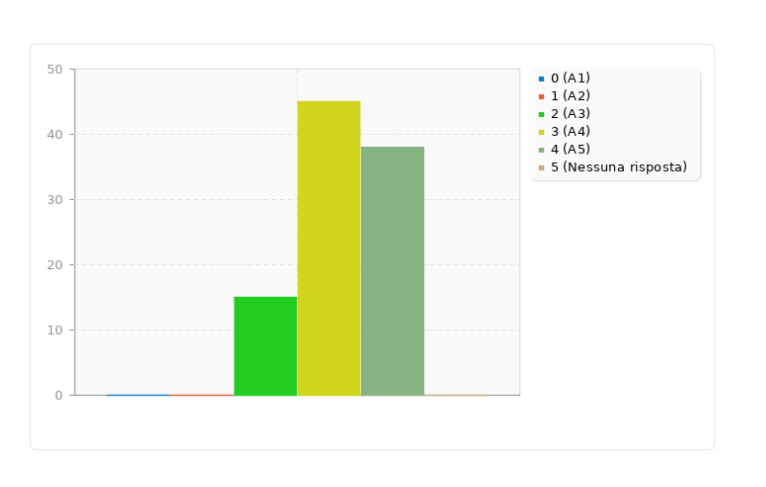 50
40
30
20
10
0
0 (A1)
1 (A2)
2 (A3)
3 (A4)
4 (A5)
5 (Nessuna risposta)